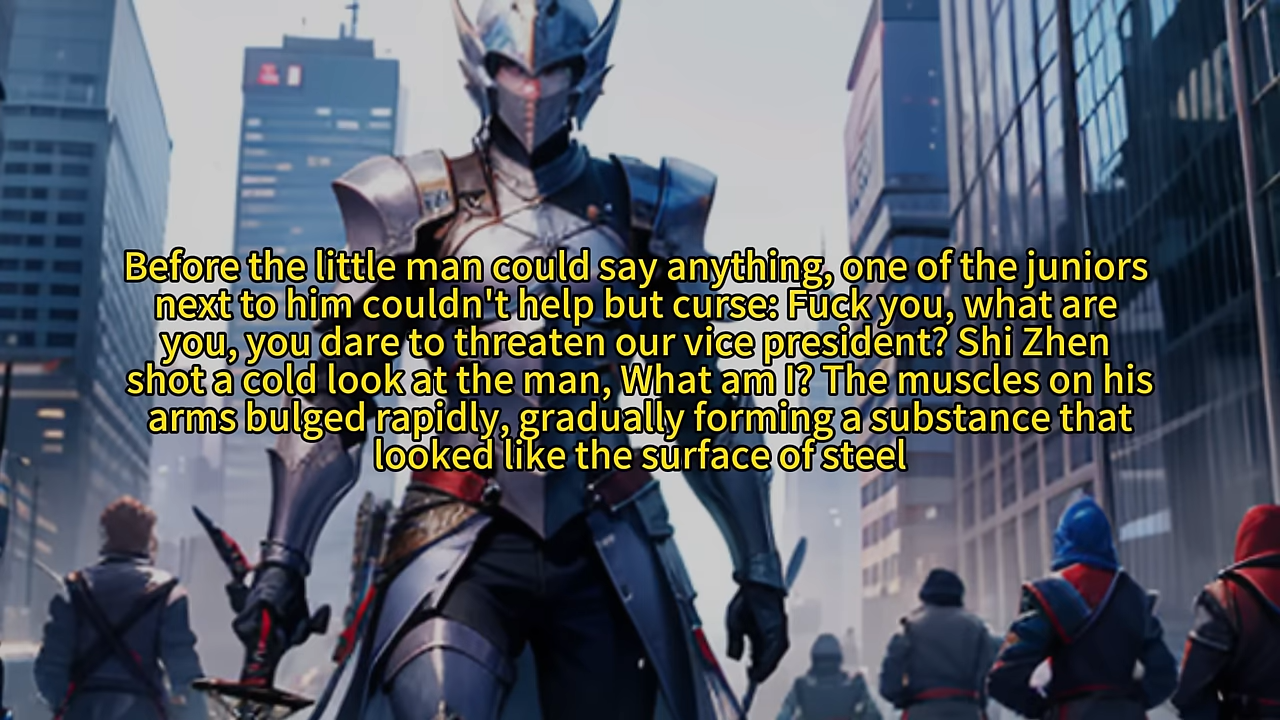 Before the little man could say anything, one of the juniors
next to him couldn't help but curse: Fuck you, what are
you, you dare to threaten our vice president? Shi Zhen
shot a cold look at the man, What am I? The muscles on his
arms bulged rapidly, gradually forming a substance that
looked like the surface of steel